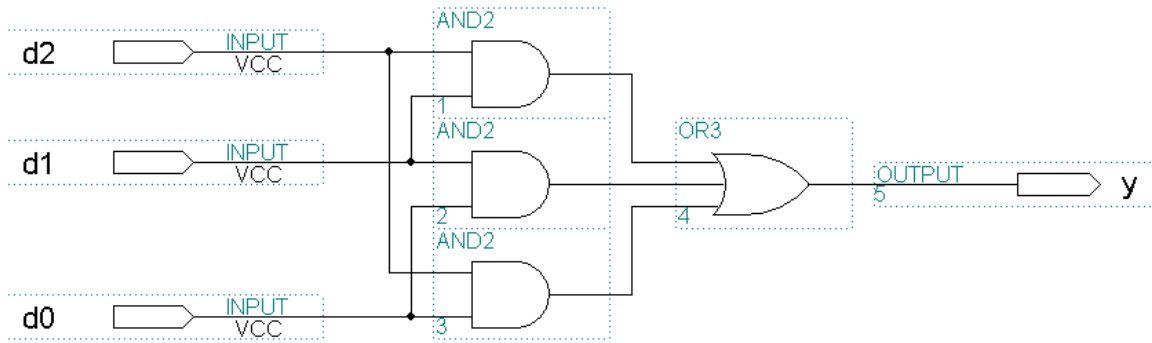 AND2
d2
INPUT
VCC
1
AND2
OR3
d1
INPUT
VCC
OUTPUT
5
y
2
4
AND2
d0
INPUT
VCC
3